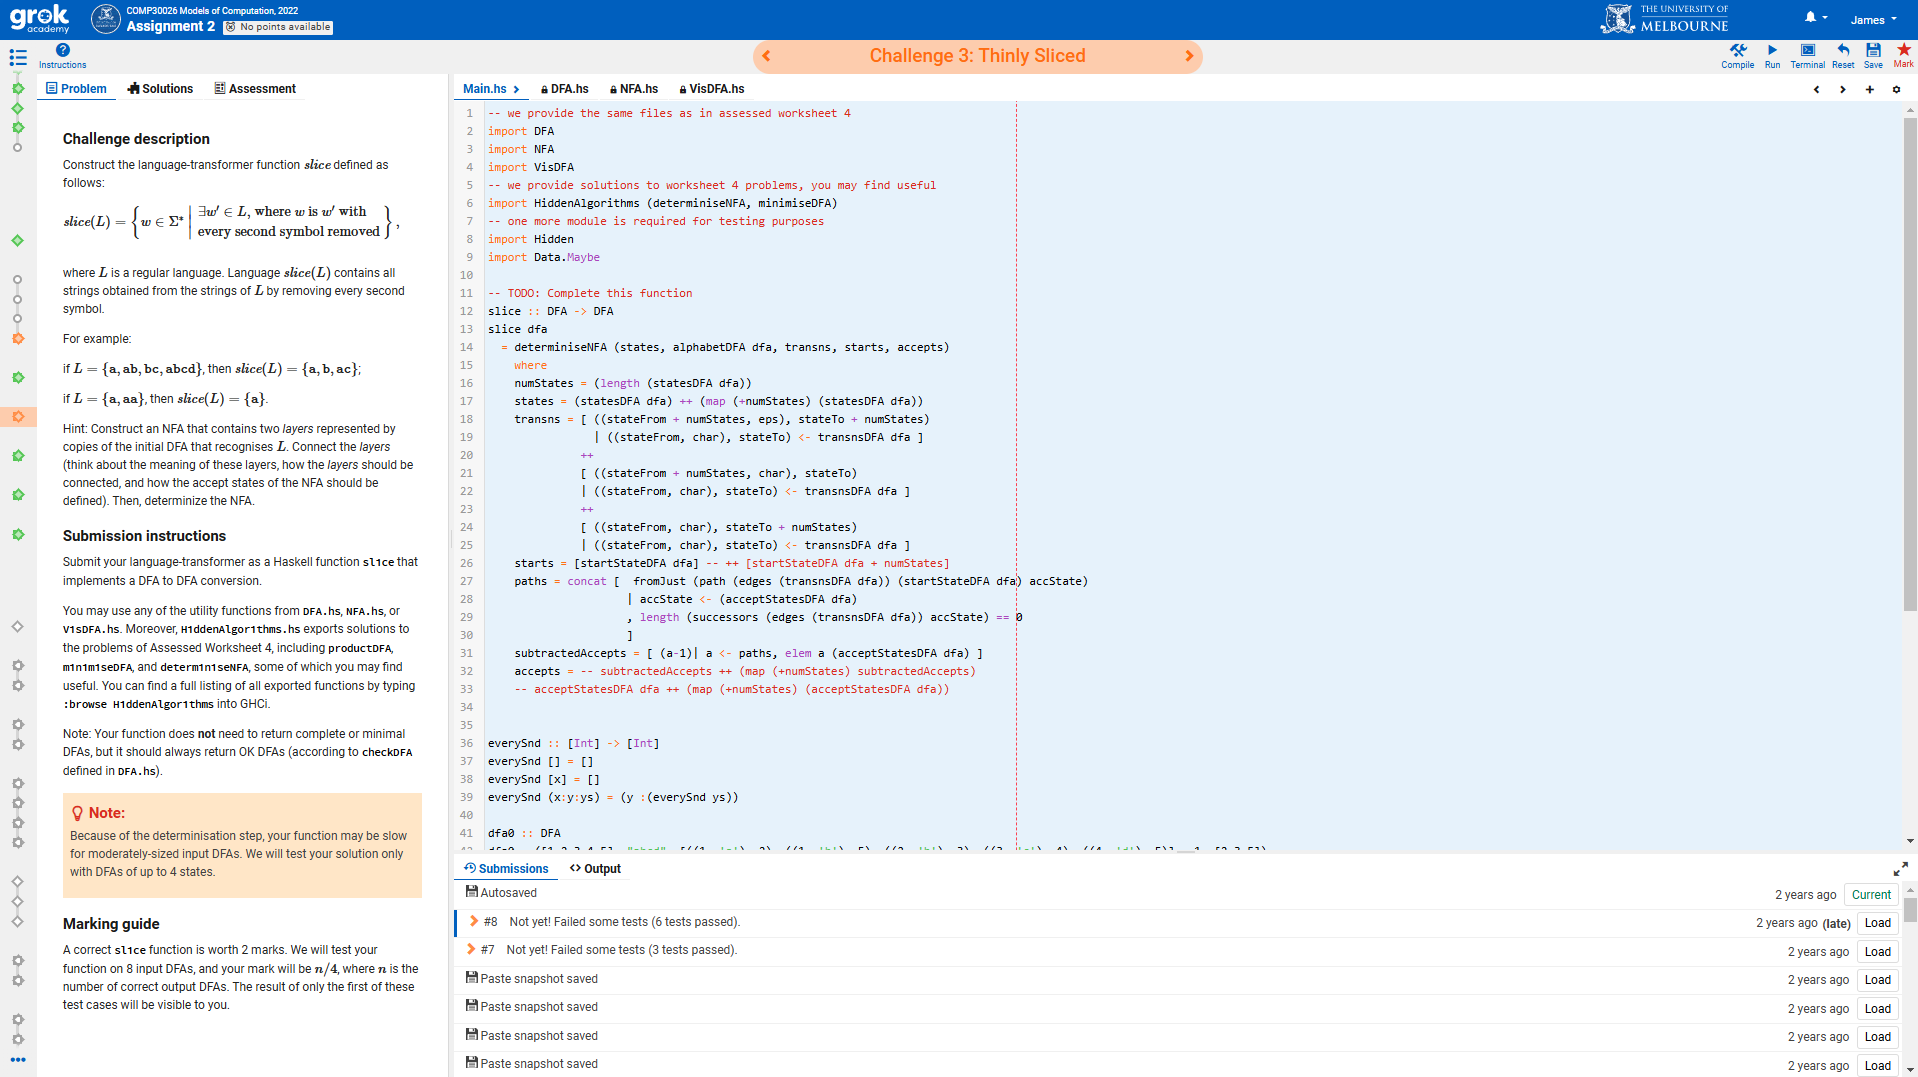 grok academy
COMP30026 Models of Computation, 2022
Assignment 2 No points available
THE UNIVERSITY OF MELBOURNE
James
Instructions
Challenge 3: Thinly Sliced
Compile Run Terminal Reset Save Mark
Problem Solutions Assessment
Main.hs DFA.hs NFA.hs VisDFA.hs
Challenge description
Construct the language-transformer function slice defined as
follows:
slice(L) = { w ∈ Σ* | ∃w′ ∈ L, where w is w′ with
every second symbol removed } ,
where L is a regular language. Language slice(L) contains all
strings obtained from the strings of L by removing every second
symbol.
For example:
if L = {a, ab, bc, abcd}, then slice(L) = {a, b, ac};
if L = {a, aa}, then slice(L) = {a}.
Hint: Construct an NFA that contains two layers represented by
copies of the initial DFA that recognises L. Connect the layers
(think about the meaning of these layers, how the layers should be
connected, and how the accept states of the NFA should be
defined). Then, determinize the NFA.
Submission instructions
Submit your language-transformer as a Haskell function slice that
implements a DFA to DFA conversion.
You may use any of the utility functions from DFA.hs, NFA.hs, or
VisDFA.hs. Moreover, HiddenAlgorithms.hs exports solutions to
the problems of Assessed Worksheet 4, including productDFA,
minimiseDFA, and determiniseNFA, some of which you may find
useful. You can find a full listing of all exported functions by typing
:browse HiddenAlgorithms into GHCi.
Note: Your function does not need to return complete or minimal
DFAs, but it should always return OK DFAs (according to checkDFA
defined in DFA.hs).
Note:
Because of the determinisation step, your function may be slow
for moderately-sized input DFAs. We will test your solution only
with DFAs of up to 4 states.
Marking guide
A correct slice function is worth 2 marks. We will test your
function on 8 input DFAs, and your mark will be n/4, where n is the
number of correct output DFAs. The result of only the first of these
test cases will be visible to you.
1 -- we provide the same files as in assessed worksheet 4
2 import DFA
3 import NFA
4 import VisDFA
5 -- we provide solutions to worksheet 4 problems, you may find useful
6 import HiddenAlgorithms (determiniseNFA, minimiseDFA)
7 -- one more module is required for testing purposes
8 import Hidden
9 import Data.Maybe
10
11 -- TODO: Complete this function
12 slice :: DFA -> DFA
13 slice dfa
14 = determiniseNFA (states, alphabetDFA dfa, transns, starts, accepts)
15 where
16 numStates = (length (statesDFA dfa))
17 states = (statesDFA dfa) ++ (map (+numStates) (statesDFA dfa))
18 transns = [ ((stateFrom + numStates, eps), stateTo + numStates)
19 | ((stateFrom, char), stateTo) <- transnsDFA dfa ]
20 ++
21 [ ((stateFrom + numStates, char), stateTo)
22 | ((stateFrom, char), stateTo) <- transnsDFA dfa ]
23 ++
24 [ ((stateFrom, char), stateTo + numStates)
25 | ((stateFrom, char), stateTo) <- transnsDFA dfa ]
26 starts = [startStateDFA dfa] -- ++ [startStateDFA dfa + numStates]
27 paths = concat [ fromJust (path (edges (transnsDFA dfa)) (startStateDFA dfa) accState)
28 | accState <- (acceptStatesDFA dfa)
29 , length (successors (edges (transnsDFA dfa)) accState) == 0
30 ]
31 subtractedAccepts = [ (a-1)| a <- paths, elem a (acceptStatesDFA dfa) ]
32 accepts = -- subtractedAccepts ++ (map (+numStates) subtractedAccepts)
33 -- acceptStatesDFA dfa ++ (map (+numStates) (acceptStatesDFA dfa))
34
35
36 everySnd :: [Int] -> [Int]
37 everySnd [] = []
38 everySnd [x] = []
39 everySnd (x:y:ys) = (y :(everySnd ys))
40
41 dfa0 :: DFA
Submissions Output
Autosaved 2 years ago Current
#8 Not yet! Failed some tests (6 tests passed). 2 years ago (late) Load
#7 Not yet! Failed some tests (3 tests passed). 2 years ago Load
Paste snapshot saved 2 years ago Load
Paste snapshot saved 2 years ago Load
Paste snapshot saved 2 years ago Load
Paste snapshot saved 2 years ago Load